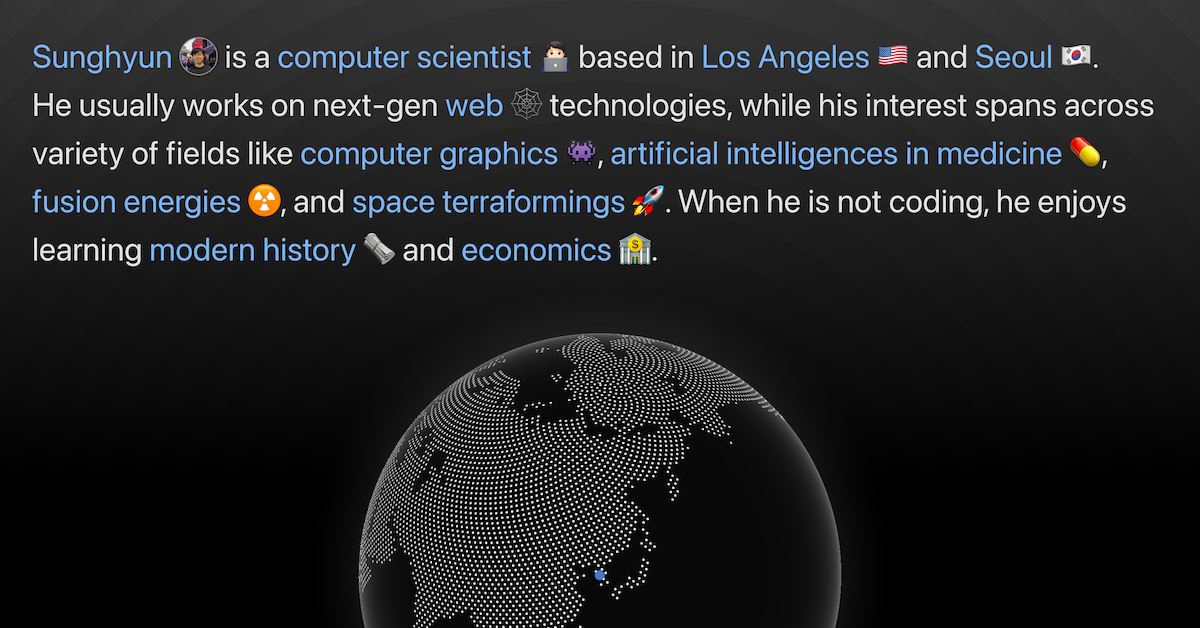 Sunghyun is a computer scientist 🧑🏻‍💻 based in Los Angeles 🇺🇸 and Seoul 🇰🇷.
He usually works on next-gen web 🕸 technologies, while his interest spans across
variety of fields like computer graphics 👾, artificial intelligences in medicine 💊,
fusion energies ☢️, and space terraformings 🚀. When he is not coding, he enjoys
learning modern history 🗞 and economics 🏦.